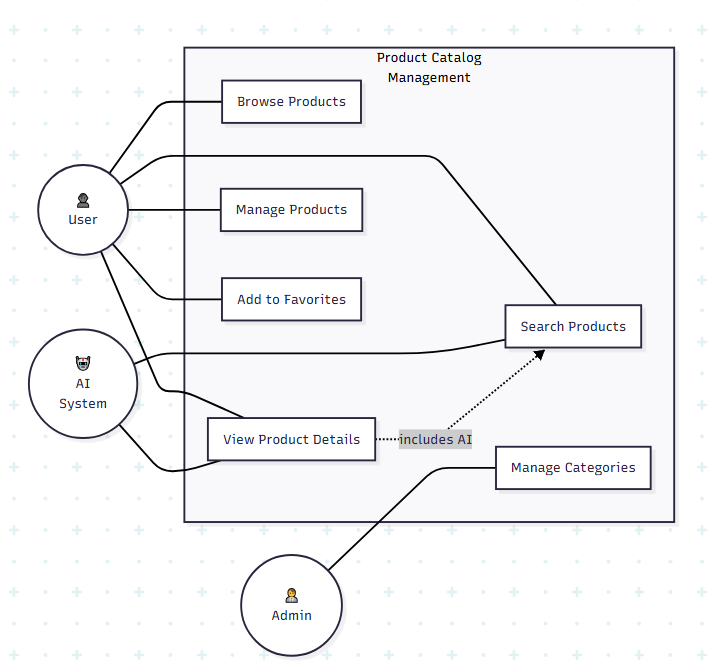 Product Catalog
Management
Browse Products
User
Manage Products
Add to Favorites
Search Products
AI
System
View Product Details
includes AI
Manage Categories
Admin